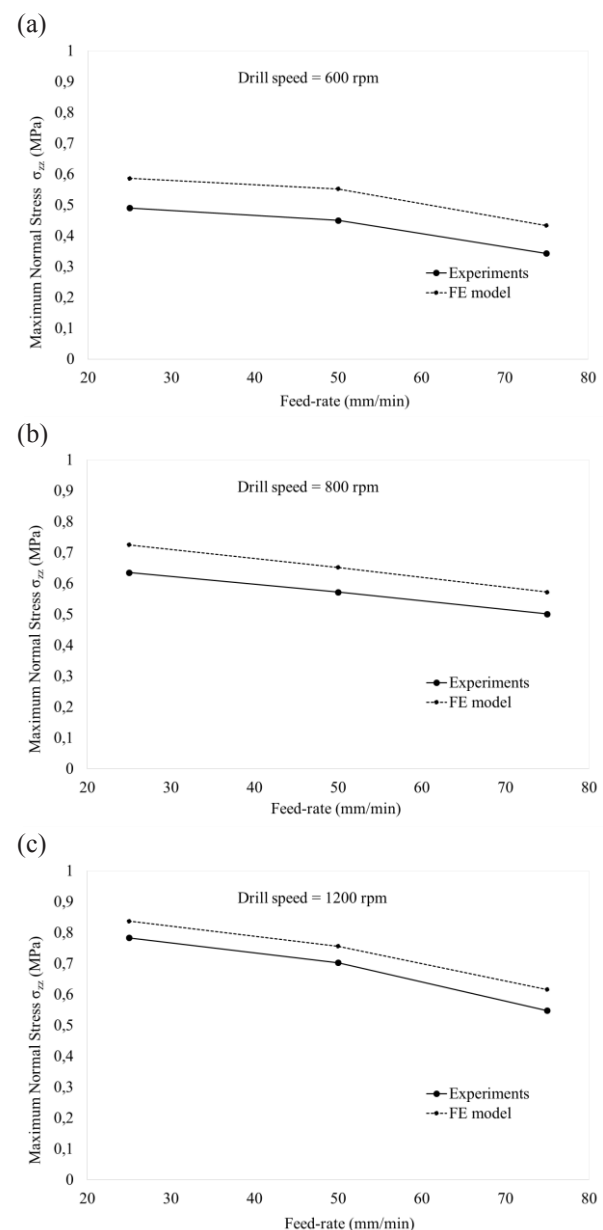 (a)
Maximum Normal Stress σzz (MPa)
1
0,9
0,8
0,7
0,6
0,5
0,4
0,3
0,2
0,1
0
Drill speed = 600 rpm
Experiments
FE model
20 30 40 50 60 70 80
Feed-rate (mm/min)
(b)
Maximum Normal Stress σzz (MPa)
1
0,9
0,8
0,7
0,6
0,5
0,4
0,3
0,2
0,1
0
Drill speed = 800 rpm
Experiments
FE model
20 30 40 50 60 70 80
Feed-rate (mm/min)
(c)
Maximum Normal Stress σzz (MPa)
1
0,9
0,8
0,7
0,6
0,5
0,4
0,3
0,2
0,1
0
Drill speed = 1200 rpm
Experiments
FE model
20 30 40 50 60 70 80
Feed-rate (mm/min)